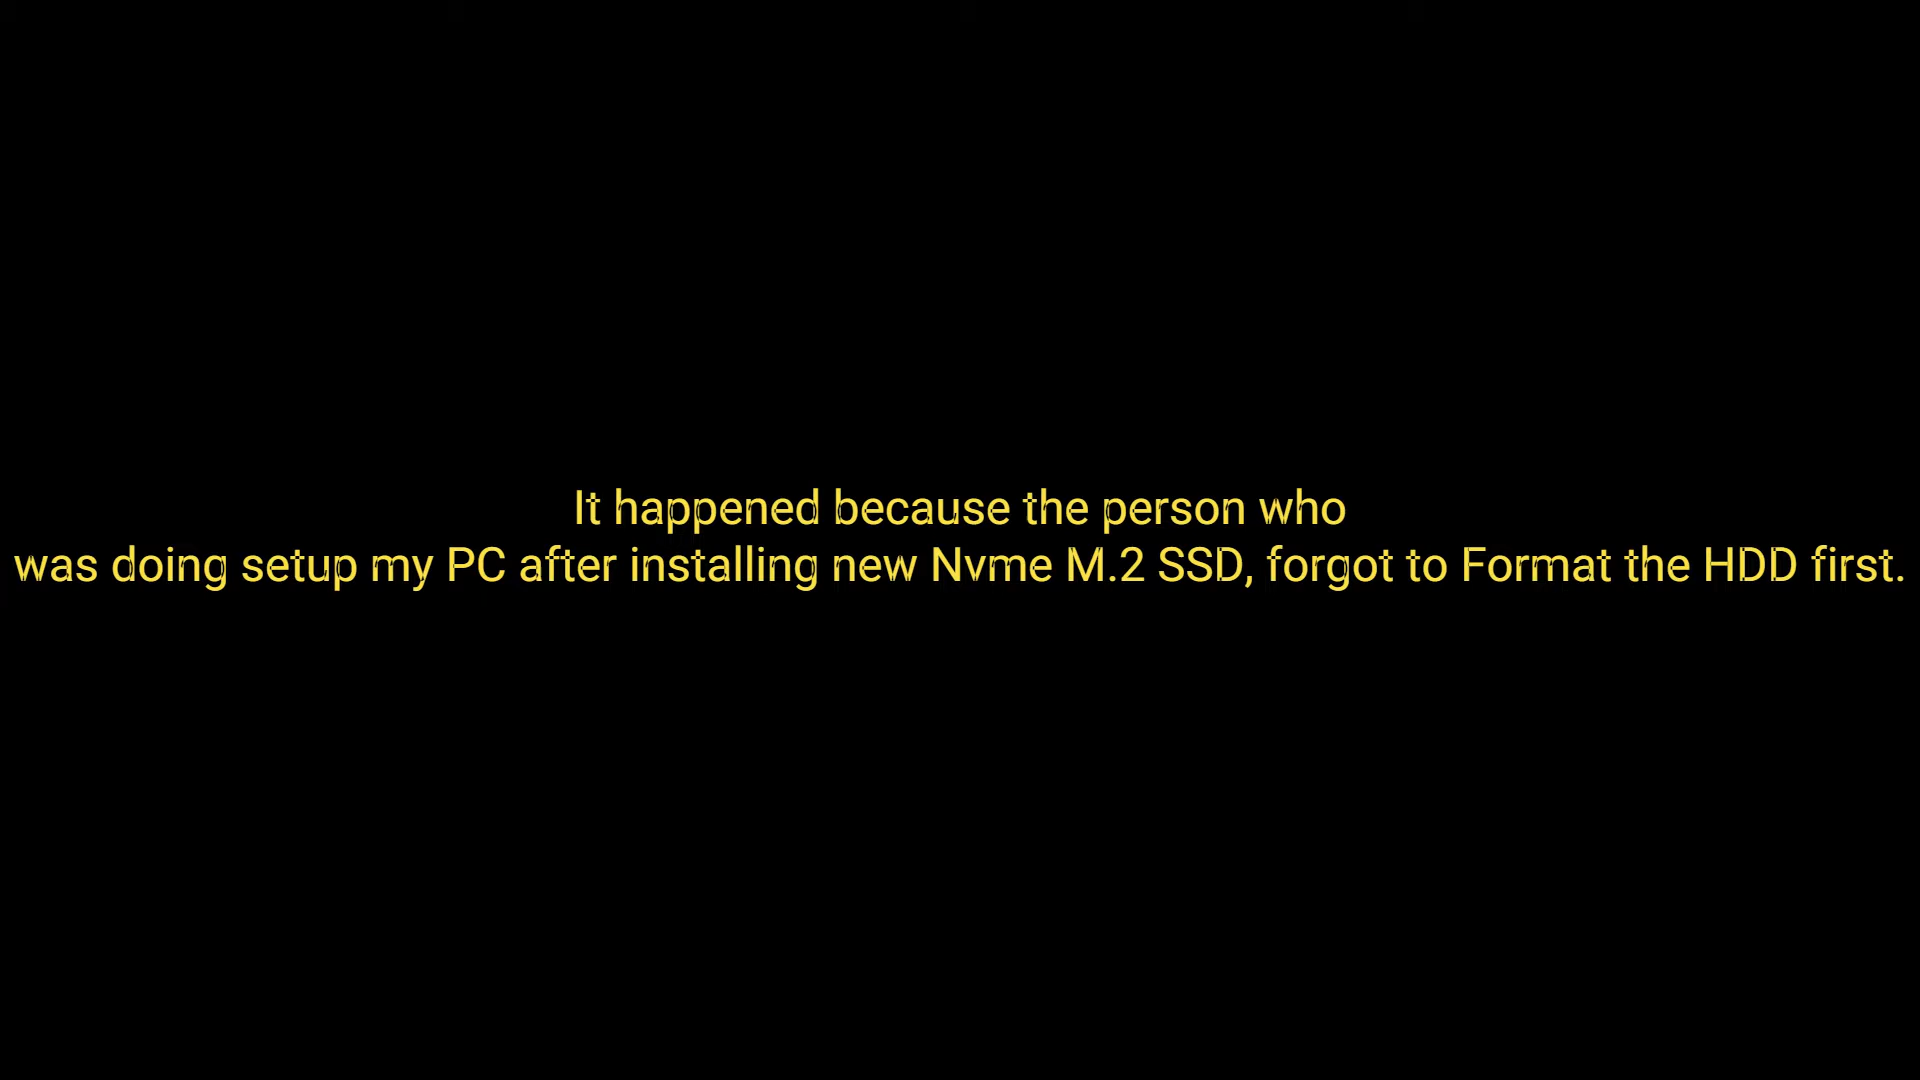 It happened because the person who
was doing setup my PC after installing new Nvme M.2 SSD, forgot to Format the HDD first.